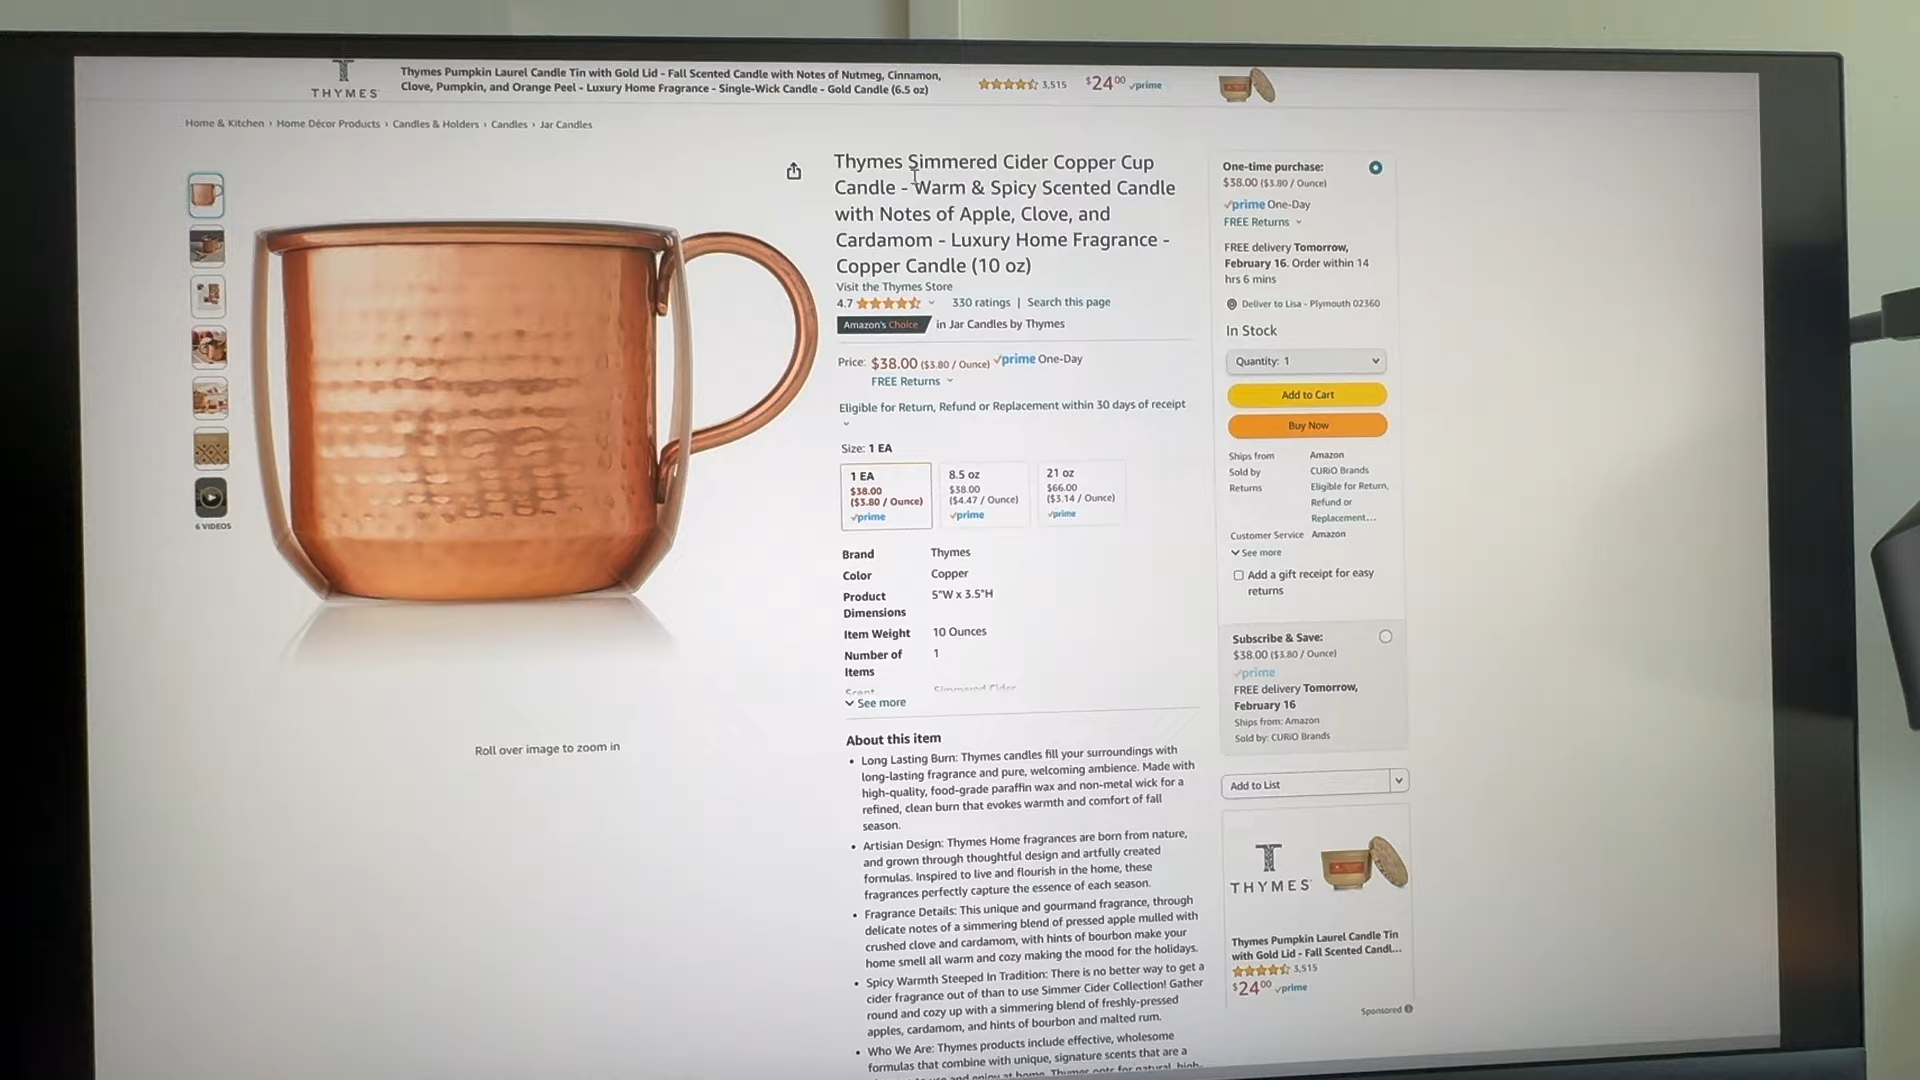 THYMES
Thymes Pumpkin Laurel Candle Tin with Gold Lid - Fall Scented Candle with Notes of Nutmeg, Cinnamon,
Clove, Pumpkin, and Orange Peel - Luxury Home Fragrance - Single-Wick Candle - Gold Candle (6.5 oz)
3,515
$24.00 prime
Home & Kitchen › Home Décor Products › Candles & Holders › Candles › Jar Candles
6 VIDEOS
Roll over image to zoom in
Thymes Simmered Cider Copper Cup
Candle - Warm & Spicy Scented Candle
with Notes of Apple, Clove, and
Cardamom - Luxury Home Fragrance -
Copper Candle (10 oz)
Visit the Thymes Store
4.7 330 ratings | Search this page
Amazon's Choice in Jar Candles by Thymes
Price: $38.00 ($3.80 / Ounce) prime One-Day
FREE Returns
Eligible for Return, Refund or Replacement within 30 days of receipt
Size: 1 EA
1 EA
$38.00
($3.80 / Ounce)
prime
8.5 oz
$38.00
($4.47 / Ounce)
prime
21 oz
$66.00
($3.14 / Ounce)
prime
Brand Thymes
Color Copper
Product
Dimensions
5"W x 3.5"H
Item Weight 10 Ounces
Number of
Items
1
Scent Simmered Cider
See more
About this item
• Long Lasting Burn: Thymes candles fill your surroundings with
long-lasting fragrance and pure, welcoming ambience. Made with
high-quality, food-grade paraffin wax and non-metal wick for a
refined, clean burn that evokes warmth and comfort of fall
season.
• Artisian Design: Thymes Home fragrances are born from nature,
and grown through thoughtful design and artfully created
formulas. Inspired to live and flourish in the home, these
fragrances perfectly capture the essence of each season.
• Fragrance Details: This unique and gourmand fragrance, through
delicate notes of a simmering blend of pressed apple mulled with
crushed clove and cardamom, with hints of bourbon make your
home smell all warm and cozy making the mood for the holidays.
• Spicy Warmth Steeped In Tradition: There is no better way to get a
cider fragrance out of than to use Simmer Cider Collection! Gather
round and cozy up with a simmering blend of freshly-pressed
apples, cardamom, and hints of bourbon and malted rum.
• Who We Are: Thymes products include effective, wholesome
formulas that combine with unique, signature scents that are a
and enjoy at home. Thymes opts for natural, high-
One-time purchase:
$38.00 ($3.80 / Ounce)
prime One-Day
FREE Returns
FREE delivery Tomorrow,
February 16. Order within 14
hrs 6 mins
Deliver to Lisa - Plymouth 02360
In Stock
Quantity: 1
Add to Cart
Buy Now
Ships from Amazon
Sold by CURiO Brands
Returns Eligible for Return,
Refund or
Replacement...
Customer Service Amazon
See more
Add a gift receipt for easy
returns
Subscribe & Save:
$38.00 ($3.80 / Ounce)
prime
FREE delivery Tomorrow,
February 16
Ships from: Amazon
Sold by: CURiO Brands
Add to List
THYMES
Thymes Pumpkin Laurel Candle Tin
with Gold Lid - Fall Scented Candl...
3,515
$24.00 prime
Sponsored